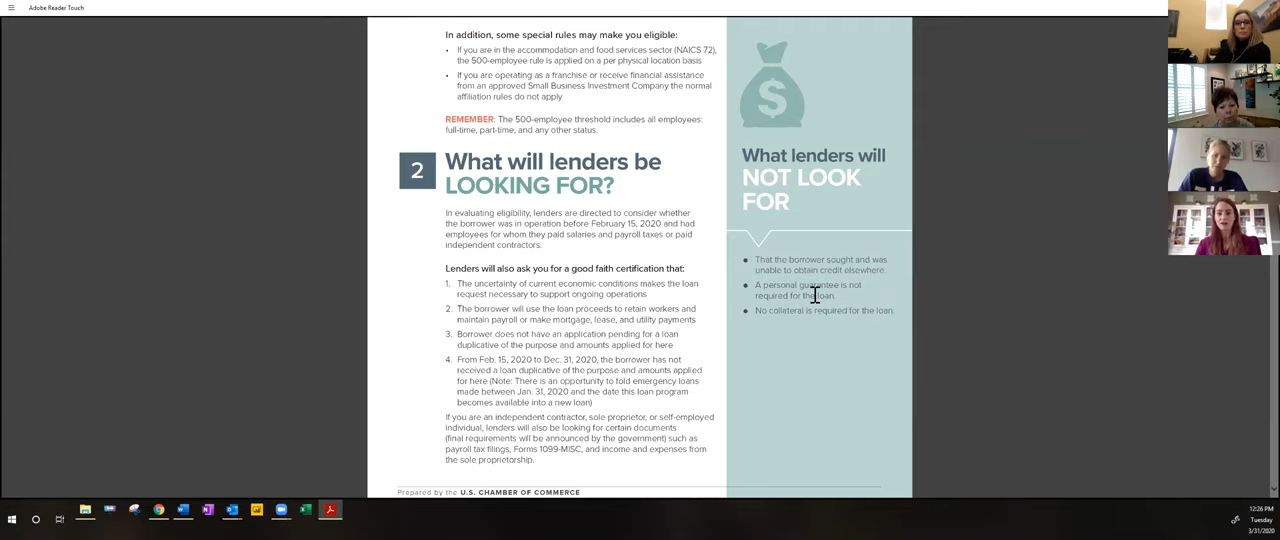 Adobe Reader Touch
In addition, some special rules may make you eligible:
• If you are in the accommodation and food services sector (NAICS 72),
the 500-employee rule is applied on a per physical location basis
• If you are operating as a franchise or receive financial assistance
from an approved Small Business Investment Company the normal
affiliation rules do not apply
REMEMBER: The 500-employee threshold includes all employees:
full-time, part-time, and any other status.
2
What will lenders be
LOOKING FOR?
In evaluating eligibility, lenders are directed to consider whether
the borrower was in operation before February 15, 2020 and had
employees for whom they paid salaries and payroll taxes or paid
independent contractors.
Lenders will also ask you for a good faith certification that:
1. The uncertainty of current economic conditions makes the loan
request necessary to support ongoing operations
2. The borrower will use the loan proceeds to retain workers and
maintain payroll or make mortgage, lease, and utility payments
3. Borrower does not have an application pending for a loan
duplicative of the purpose and amounts applied for here
4. From Feb. 15, 2020 to Dec. 31, 2020, the borrower has not
received a loan duplicative of the purpose and amounts applied
for here (Note: There is an opportunity to fold emergency loans
made between Jan. 31, 2020 and the date this loan program
becomes available into a new loan)
If you are an independent contractor, sole proprietor, or self-employed
individual, lenders will also be looking for certain documents
(final requirements will be announced by the government) such as
payroll tax filings, Forms 1099-MISC, and income and expenses from
the sole proprietorship.
Prepared by the U.S. CHAMBER OF COMMERCE
$
What lenders will
NOT LOOK
FOR
• That the borrower sought and was
unable to obtain credit elsewhere.
• A personal guarantee is not
required for the loan.
• No collateral is required for the loan.
12:26 PM
Tuesday
3/31/2020